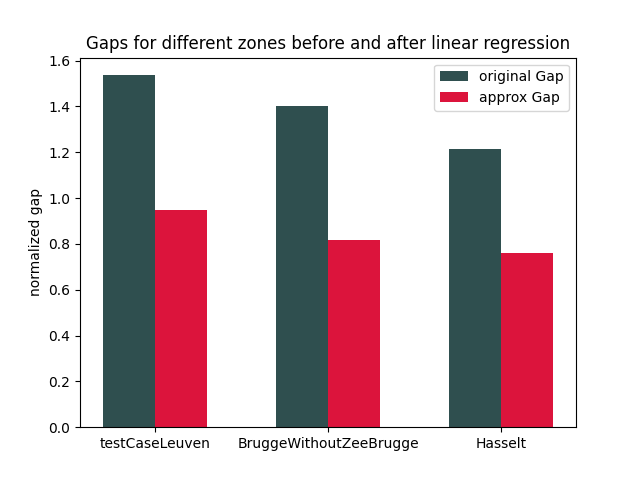 Gaps for different zones before and after linear regression
original Gap
approx Gap
normalized gap
1.6
1.4
1.2
1.0
0.8
0.6
0.4
0.2
0.0
testCaseLeuven
BruggeWithoutZeeBrugge
Hasselt